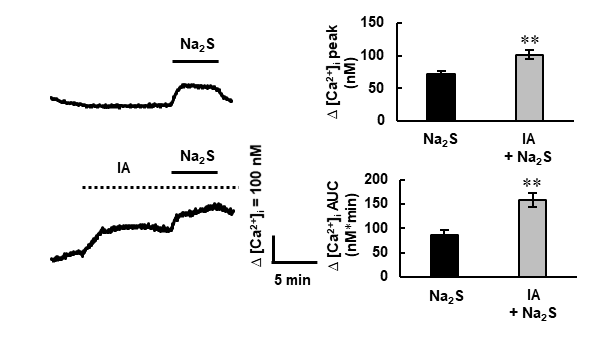 Na₂S
IA
Na₂S
Δ [Ca²⁺]ᵢ = 100 nM
5 min
Δ [Ca²⁺]ᵢ peak
(nM)
150
100
50
0
**
Na₂S
IA
+ Na₂S
Δ [Ca²⁺]ᵢ AUC
(nM*min)
200
150
100
50
0
**
Na₂S
IA
+ Na₂S